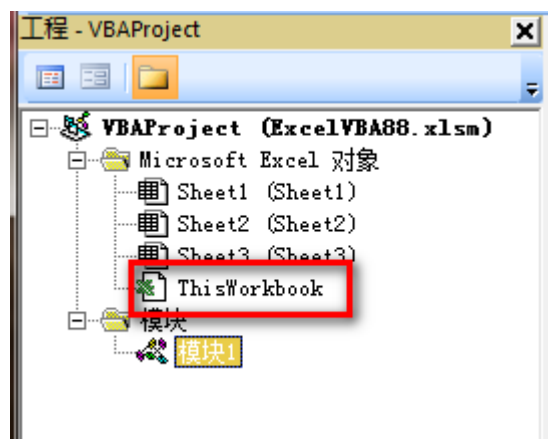 工程 - VBAProject
VBAProject (ExcelVBA88.xlsm)
Microsoft Excel 对象
Sheet1 (Sheet1)
Sheet2 (Sheet2)
Sheet3 (Sheet3)
ThisWorkbook
模块
模块1